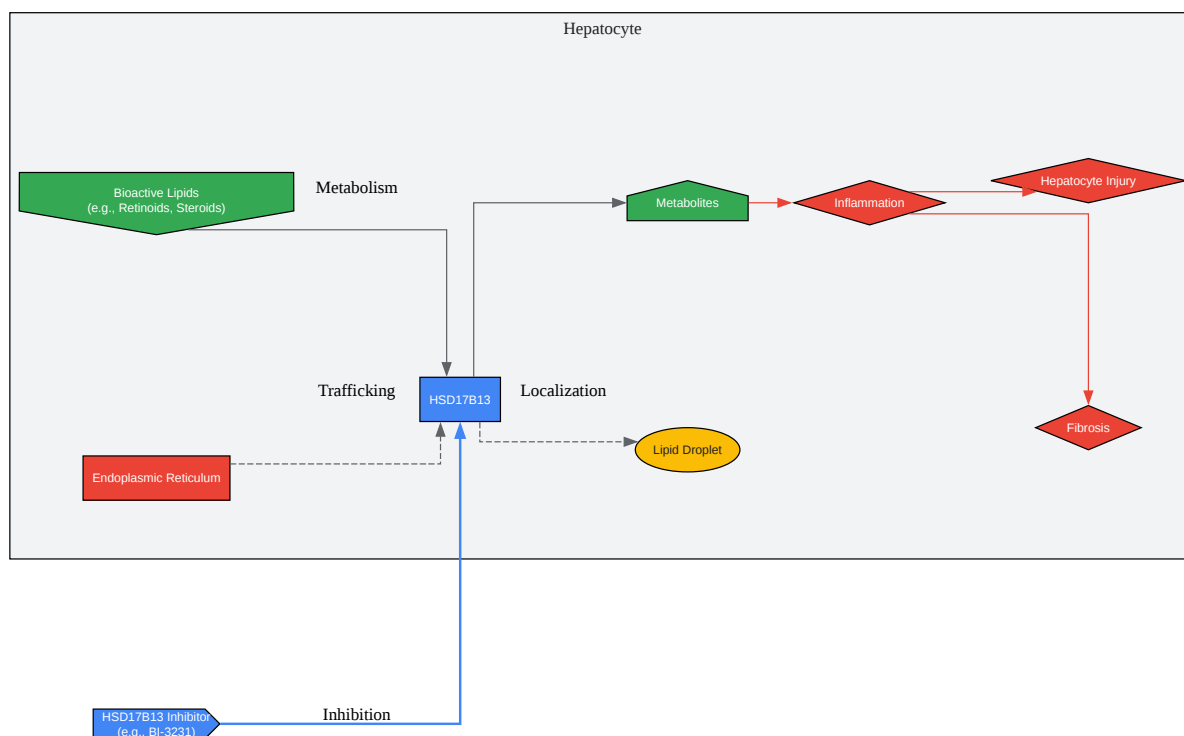 Hepatocyte
Bioactive Lipids
(e.g., Retinoids, Steroids)
Metabolism
Metabolites
Inflammation
Hepatocyte Injury
Trafficking
HSD17B13
Localization
Fibrosis
Lipid Droplet
Endoplasmic Reticulum
HSD17B13 Inhibitor
(e.g., BI-3231)
Inhibition